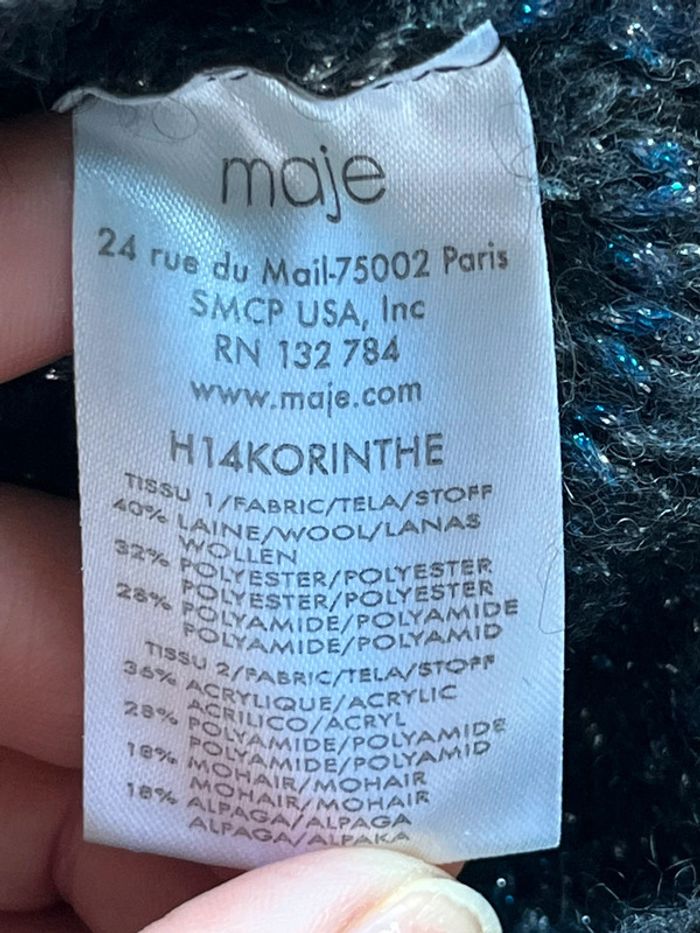 maje
24 rue du Mail-75002 Paris
SMCP USA, Inc
RN 132 784
www.maje.com
H14KORINTHE
TISSU 1/FABRIC/TELA/STOFF
40% LAINE/WOOL/LANAS
WOLLEN
32% POLYESTER/POLYESTER
POLYESTER/POLYESTER
28% POLYAMIDE/POLYAMIDE
POLYAMIDE/POLYAMID
TISSU 2/FABRIC/TELA/STOFF
36% ACRYLIQUE/ACRYLIC
ACRILICO/ACRYL
28% POLYAMIDE/POLYAMIDE
POLYAMIDE/POLYAMID
18% MOHAIR/MOHAIR
MOHAIR/MOHAIR
18% ALPAGA/ALPAGA
ALPAGA/ALPAKA